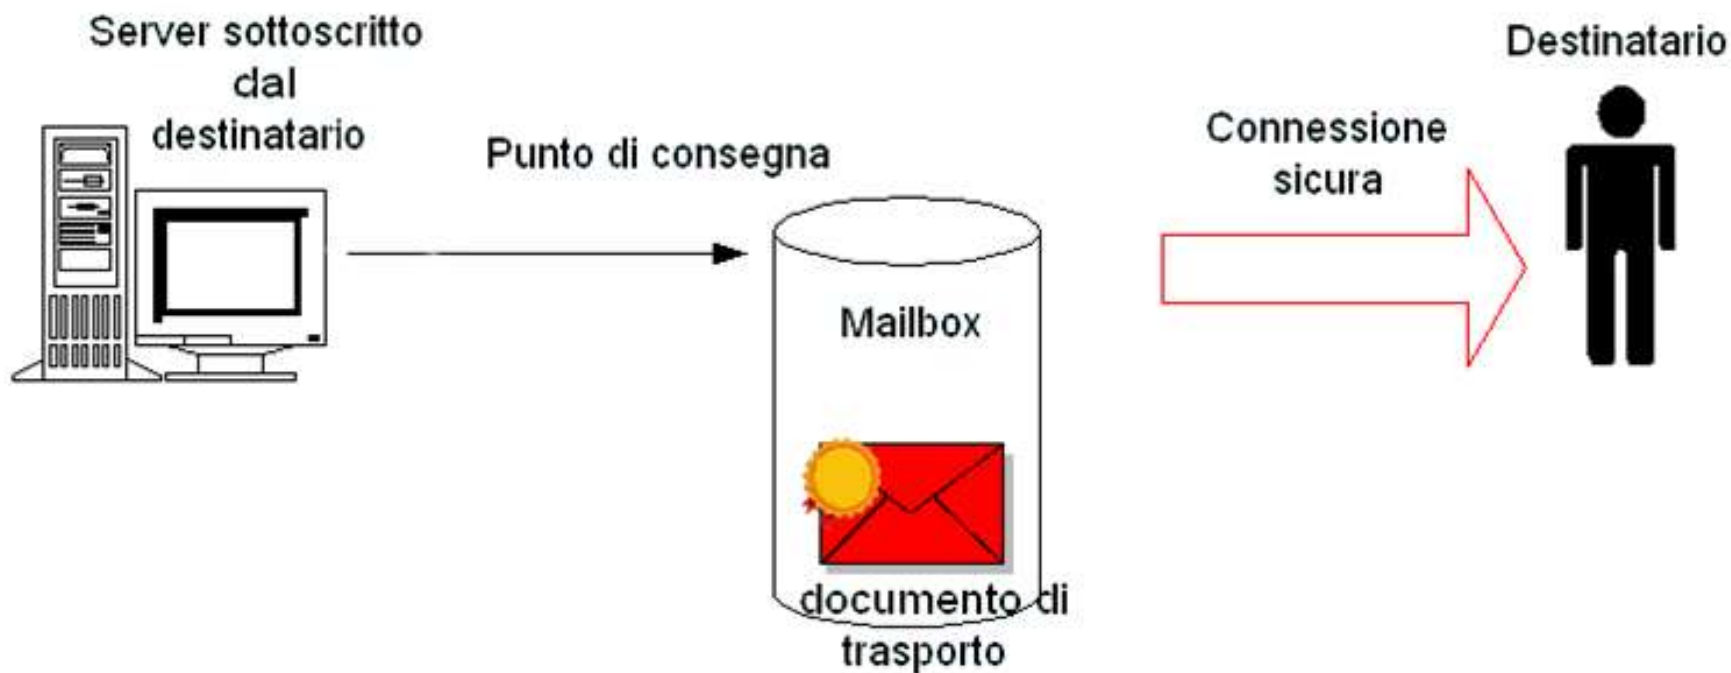 Server sottoscritto
dal
destinatario
Punto di consegna
Mailbox
documento di
trasporto
Connessione
sicura
Destinatario